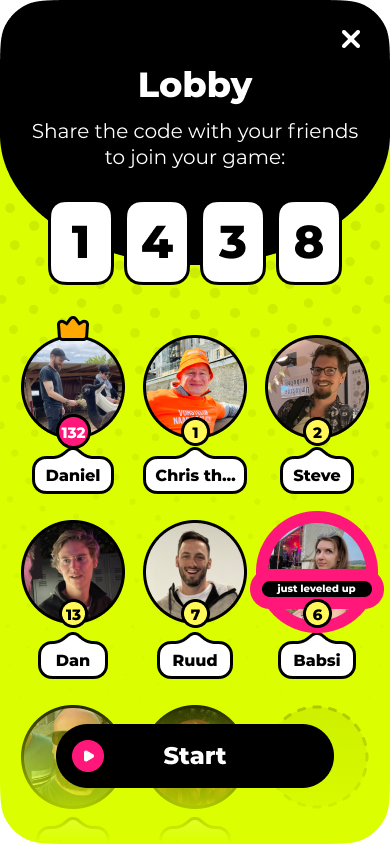 Lobby
Share the code with your friends
to join your game:
1 4 3 8
132
1
2
Daniel
Chris th...
Steve
just leveled up
13
7
6
Dan
Ruud
Babsi
Start